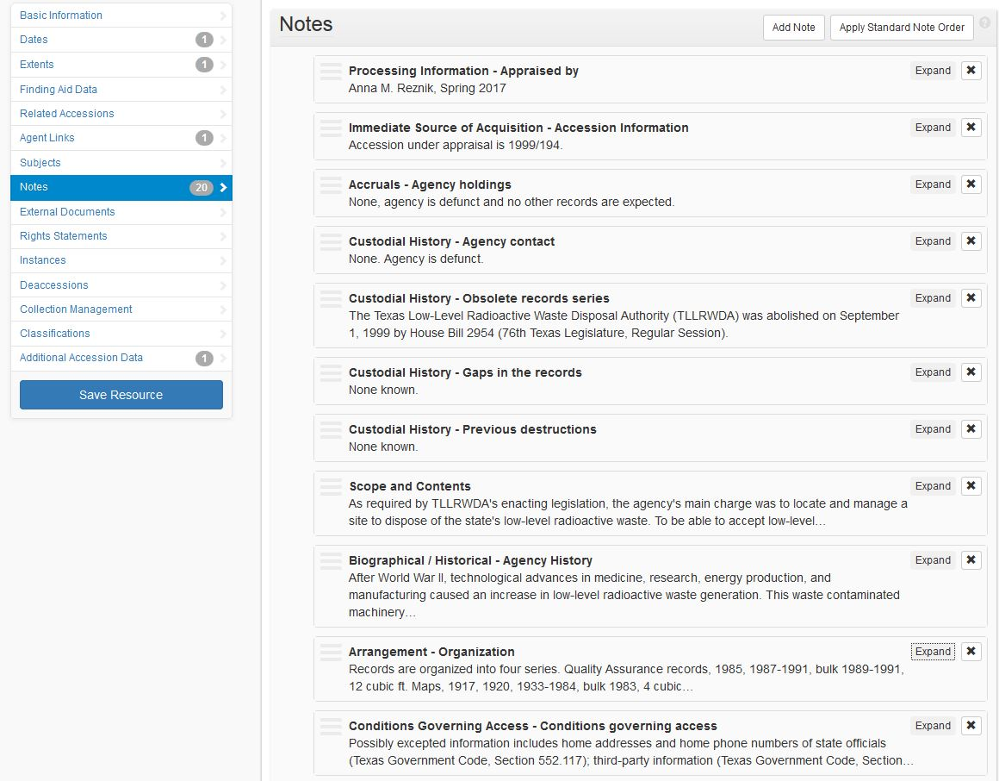 Basic Information
Dates 1
Extents 1
Finding Aid Data
Related Accessions
Agent Links 1
Subjects
Notes 20
External Documents
Rights Statements
Instances
Deaccessions
Collection Management
Classifications
Additional Accession Data 1
Save Resource
Notes
Add Note
Apply Standard Note Order
?
Processing Information - Appraised by
Expand
Anna M. Reznik, Spring 2017
Immediate Source of Acquisition - Accession Information
Expand
Accession under appraisal is 1999/194.
Accruals - Agency holdings
Expand
None, agency is defunct and no other records are expected.
Custodial History - Agency contact
Expand
None. Agency is defunct.
Custodial History - Obsolete records series
Expand
The Texas Low-Level Radioactive Waste Disposal Authority (TLLRWDA) was abolished on September
1, 1999 by House Bill 2954 (76th Texas Legislature, Regular Session).
Custodial History - Gaps in the records
Expand
None known.
Custodial History - Previous destructions
Expand
None known.
Scope and Contents
Expand
As required by TLLRWDA's enacting legislation, the agency's main charge was to locate and manage a
site to dispose of the state's low-level radioactive waste. To be able to accept low-level…
Biographical / Historical - Agency History
Expand
After World War II, technological advances in medicine, research, energy production, and
manufacturing caused an increase in low-level radioactive waste generation. This waste contaminated
machinery…
Arrangement - Organization
Expand
Records are organized into four series. Quality Assurance records, 1985, 1987-1991, bulk 1989-1991,
12 cubic ft. Maps, 1917, 1920, 1933-1984, bulk 1983, 4 cubic…
Conditions Governing Access - Conditions governing access
Expand
Possibly excepted information includes home addresses and home phone numbers of state officials
(Texas Government Code, Section 552.117); third-party information (Texas Government Code, Section…